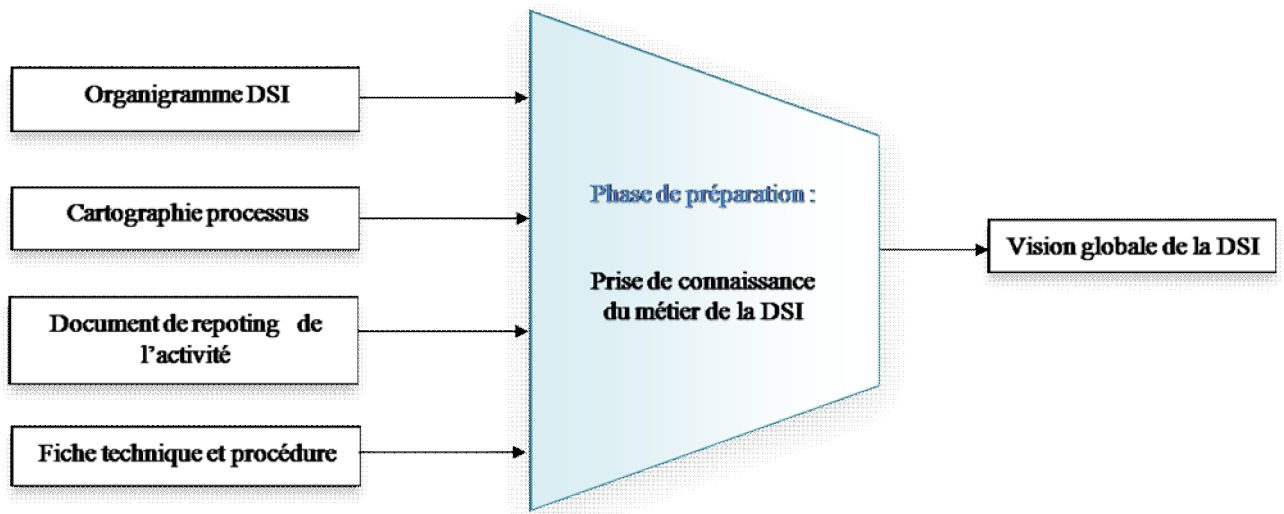 Organigramme DSI
Cartographie processus
Document de repoting de
l'activité
Fiche technique et procédure
Phase de préparation :
Prise de connaissance
du métier de la DSI
Vision globale de la DSI